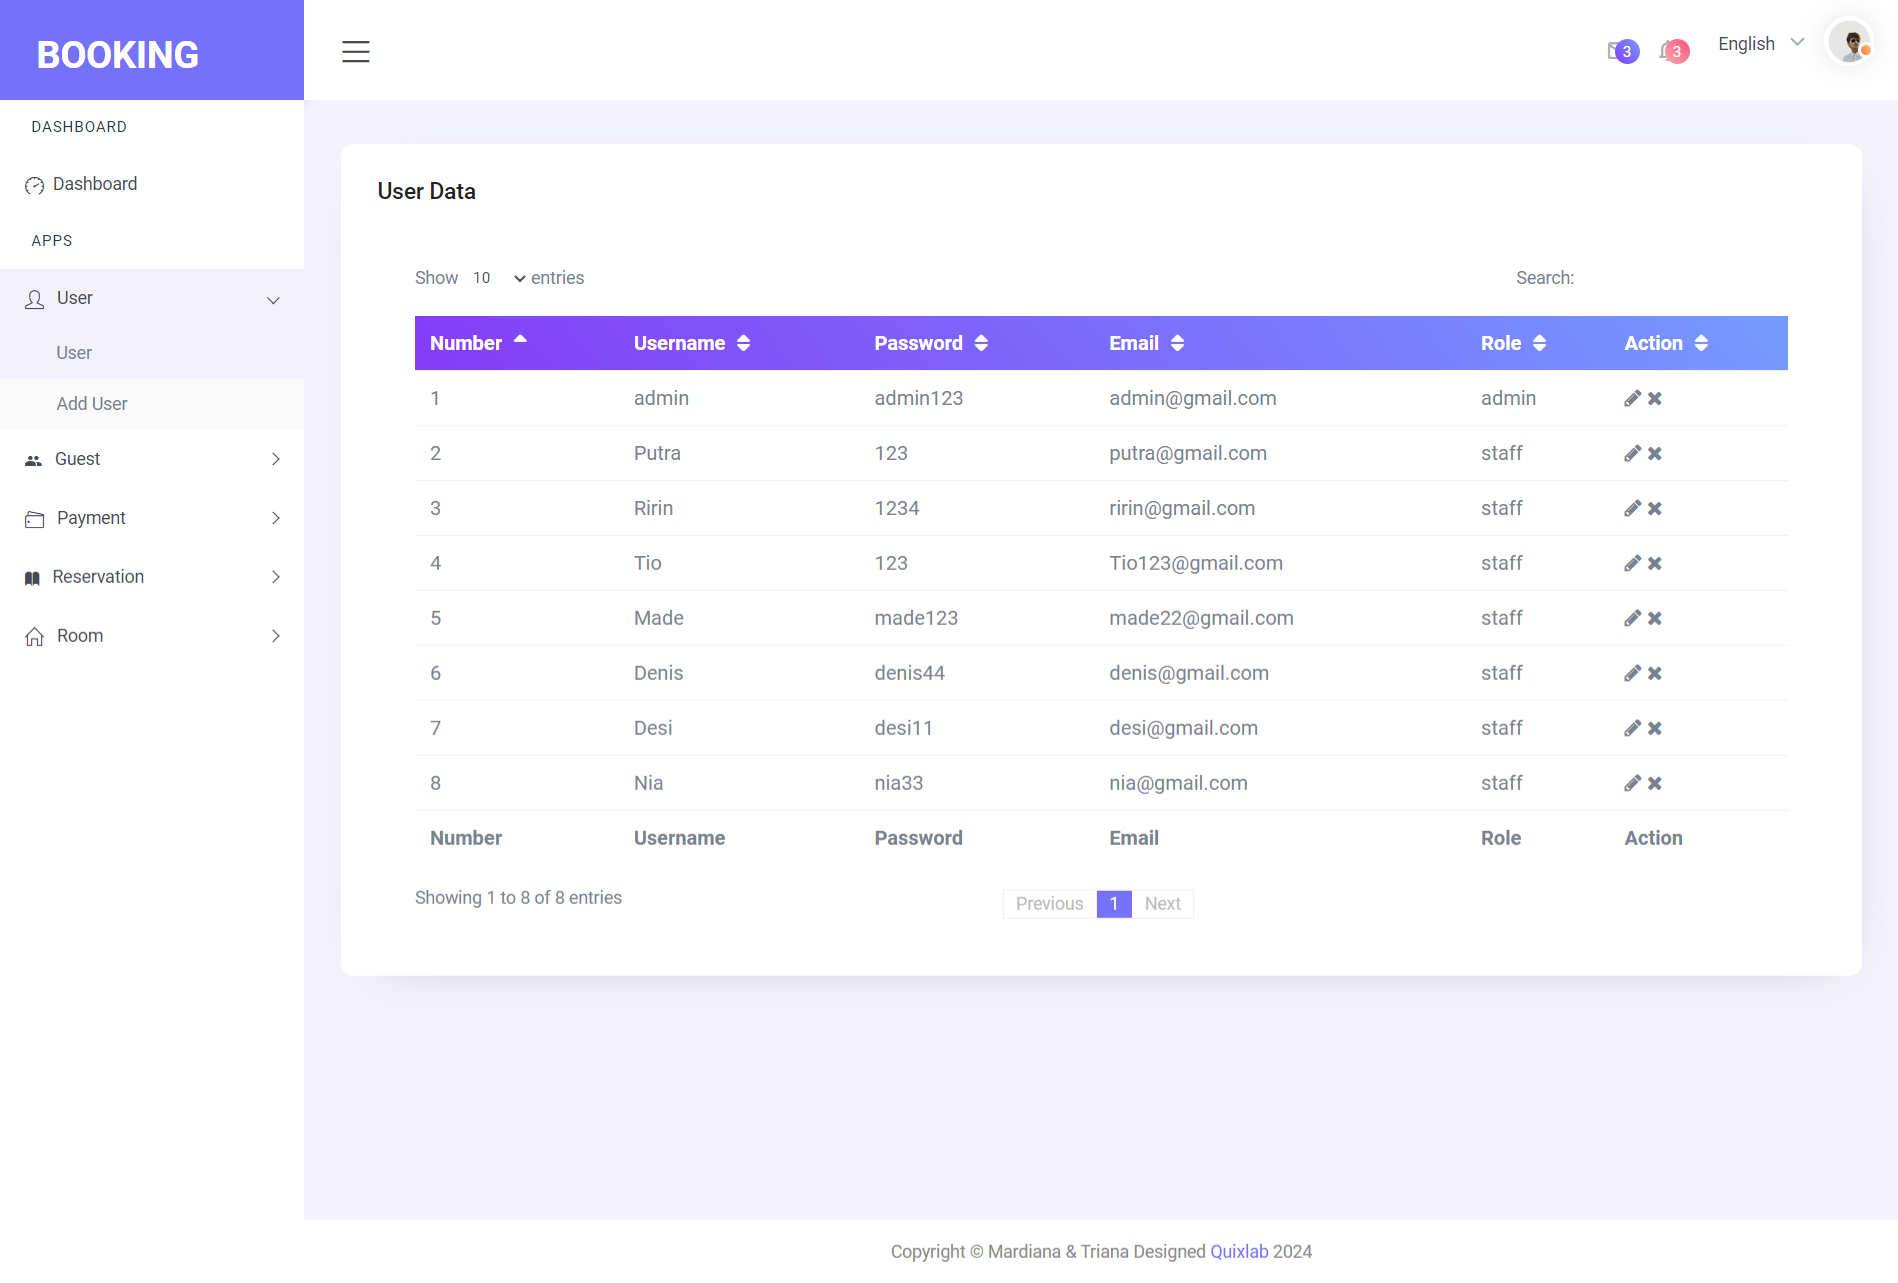 BOOKING
3
3
English
DASHBOARD
Dashboard
APPS
User
User
Add User
Guest
Payment
Reservation
Room
User Data
Show 10 entries
Search:
Number Username Password Email Role Action
1 admin admin123 admin@gmail.com admin
2 Putra 123 putra@gmail.com staff
3 Ririn 1234 ririn@gmail.com staff
4 Tio 123 Tio123@gmail.com staff
5 Made made123 made22@gmail.com staff
6 Denis denis44 denis@gmail.com staff
7 Desi desi11 desi@gmail.com staff
8 Nia nia33 nia@gmail.com staff
Number Username Password Email Role Action
Showing 1 to 8 of 8 entries
Previous 1 Next
Copyright © Mardiana & Triana Designed Quixlab 2024